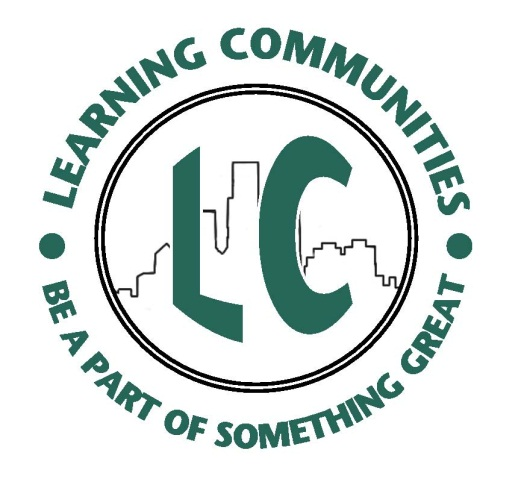 LEARNING COMMUNITIES
LC
• BE A PART OF SOMETHING GREAT •